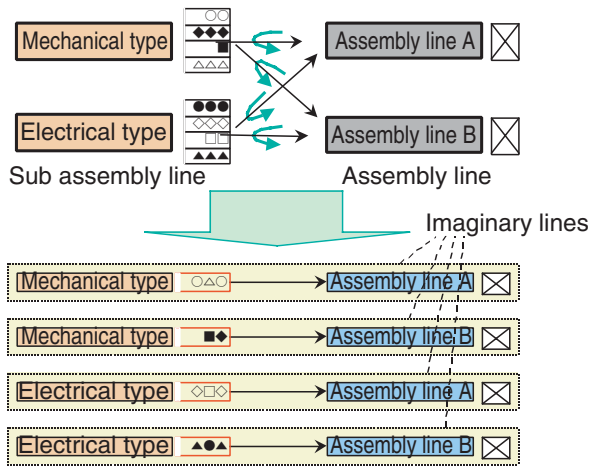 Mechanical type
Assembly line A
Electrical type
Assembly line B
Sub assembly line
Assembly line
Imaginary lines
Mechanical type
Assembly line A
Mechanical type
Assembly line B
Electrical type
Assembly line A
Electrical type
Assembly line B